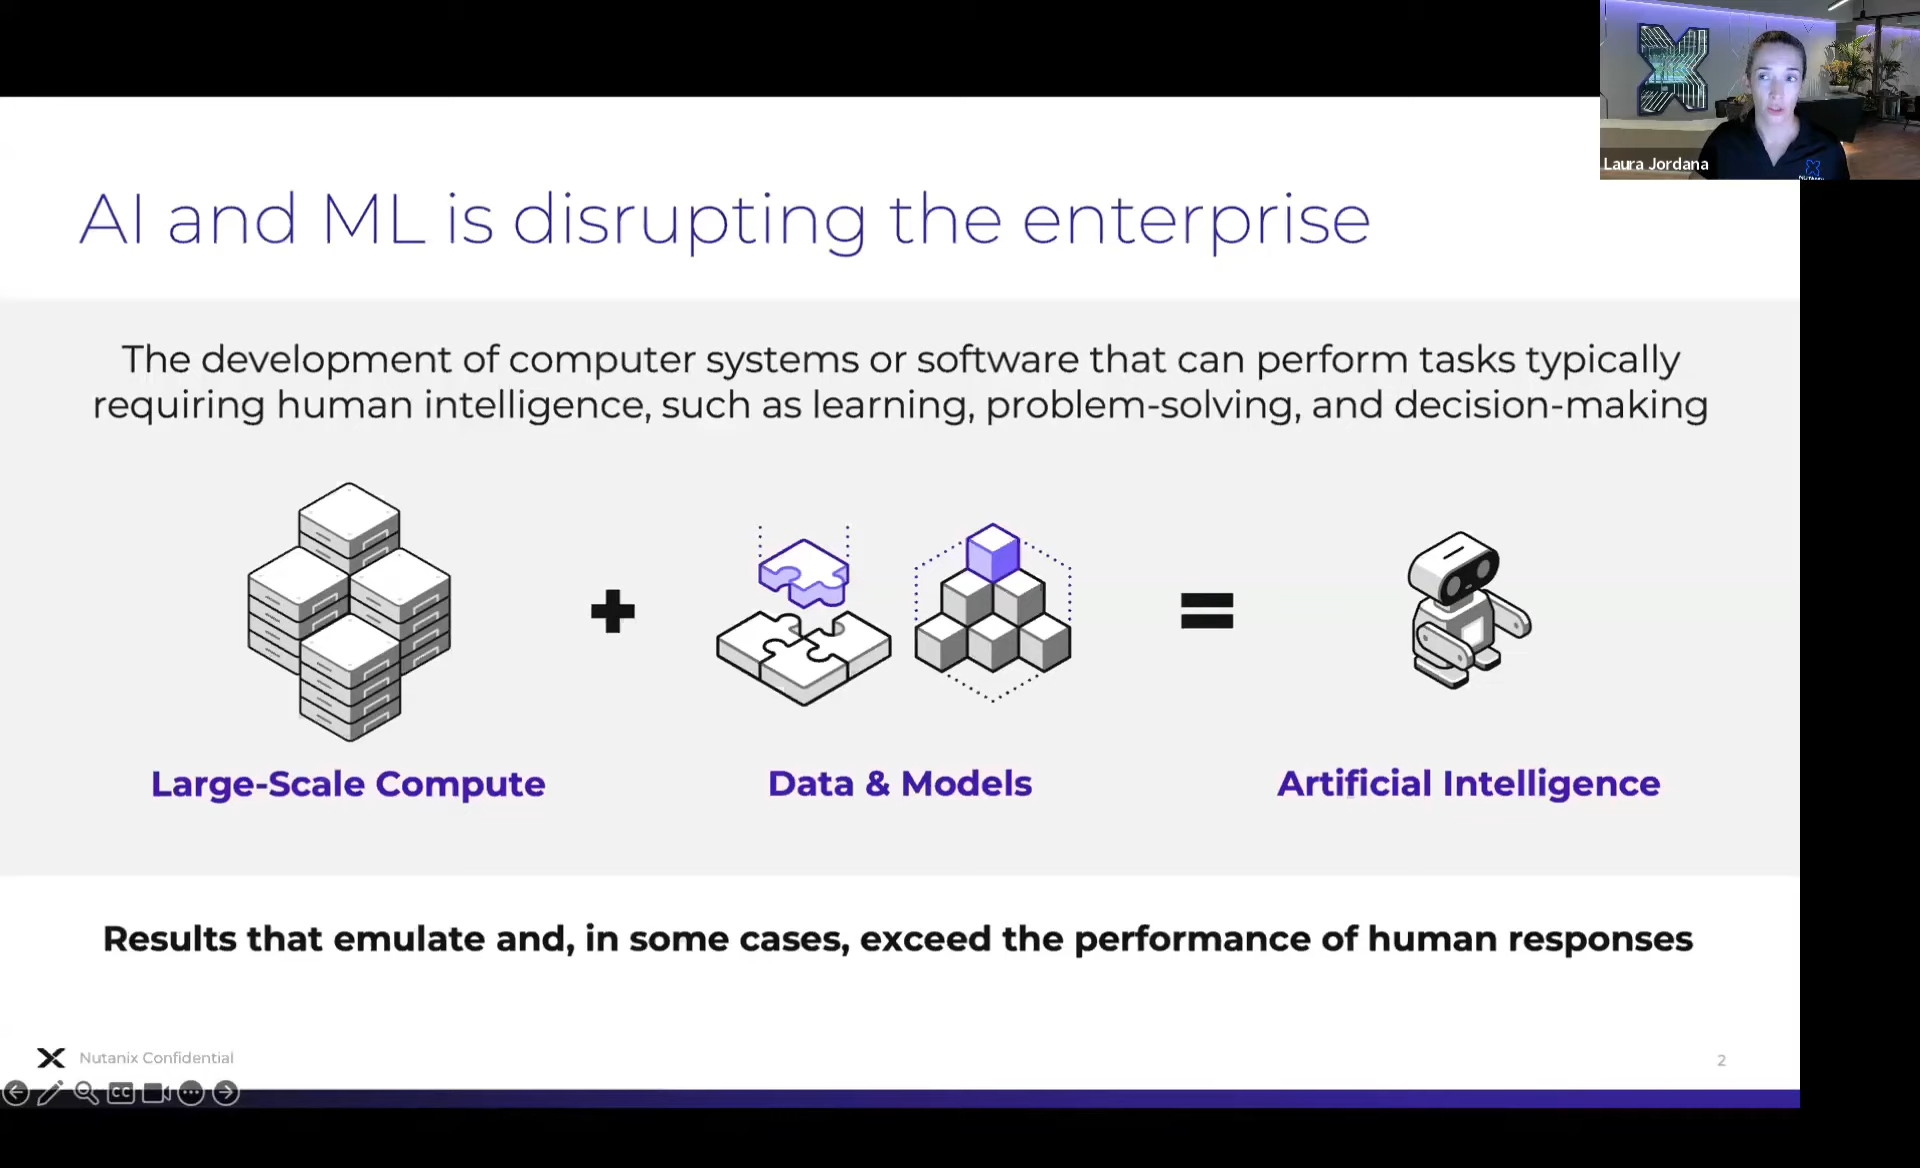 Laura Jordana
AI and ML is disrupting the enterprise
The development of computer systems or software that can perform tasks typically
requiring human intelligence, such as learning, problem-solving, and decision-making
Large-Scale Compute
Data & Models
Artificial Intelligence
Results that emulate and, in some cases, exceed the performance of human responses
Nutanix Confidential
2
CC